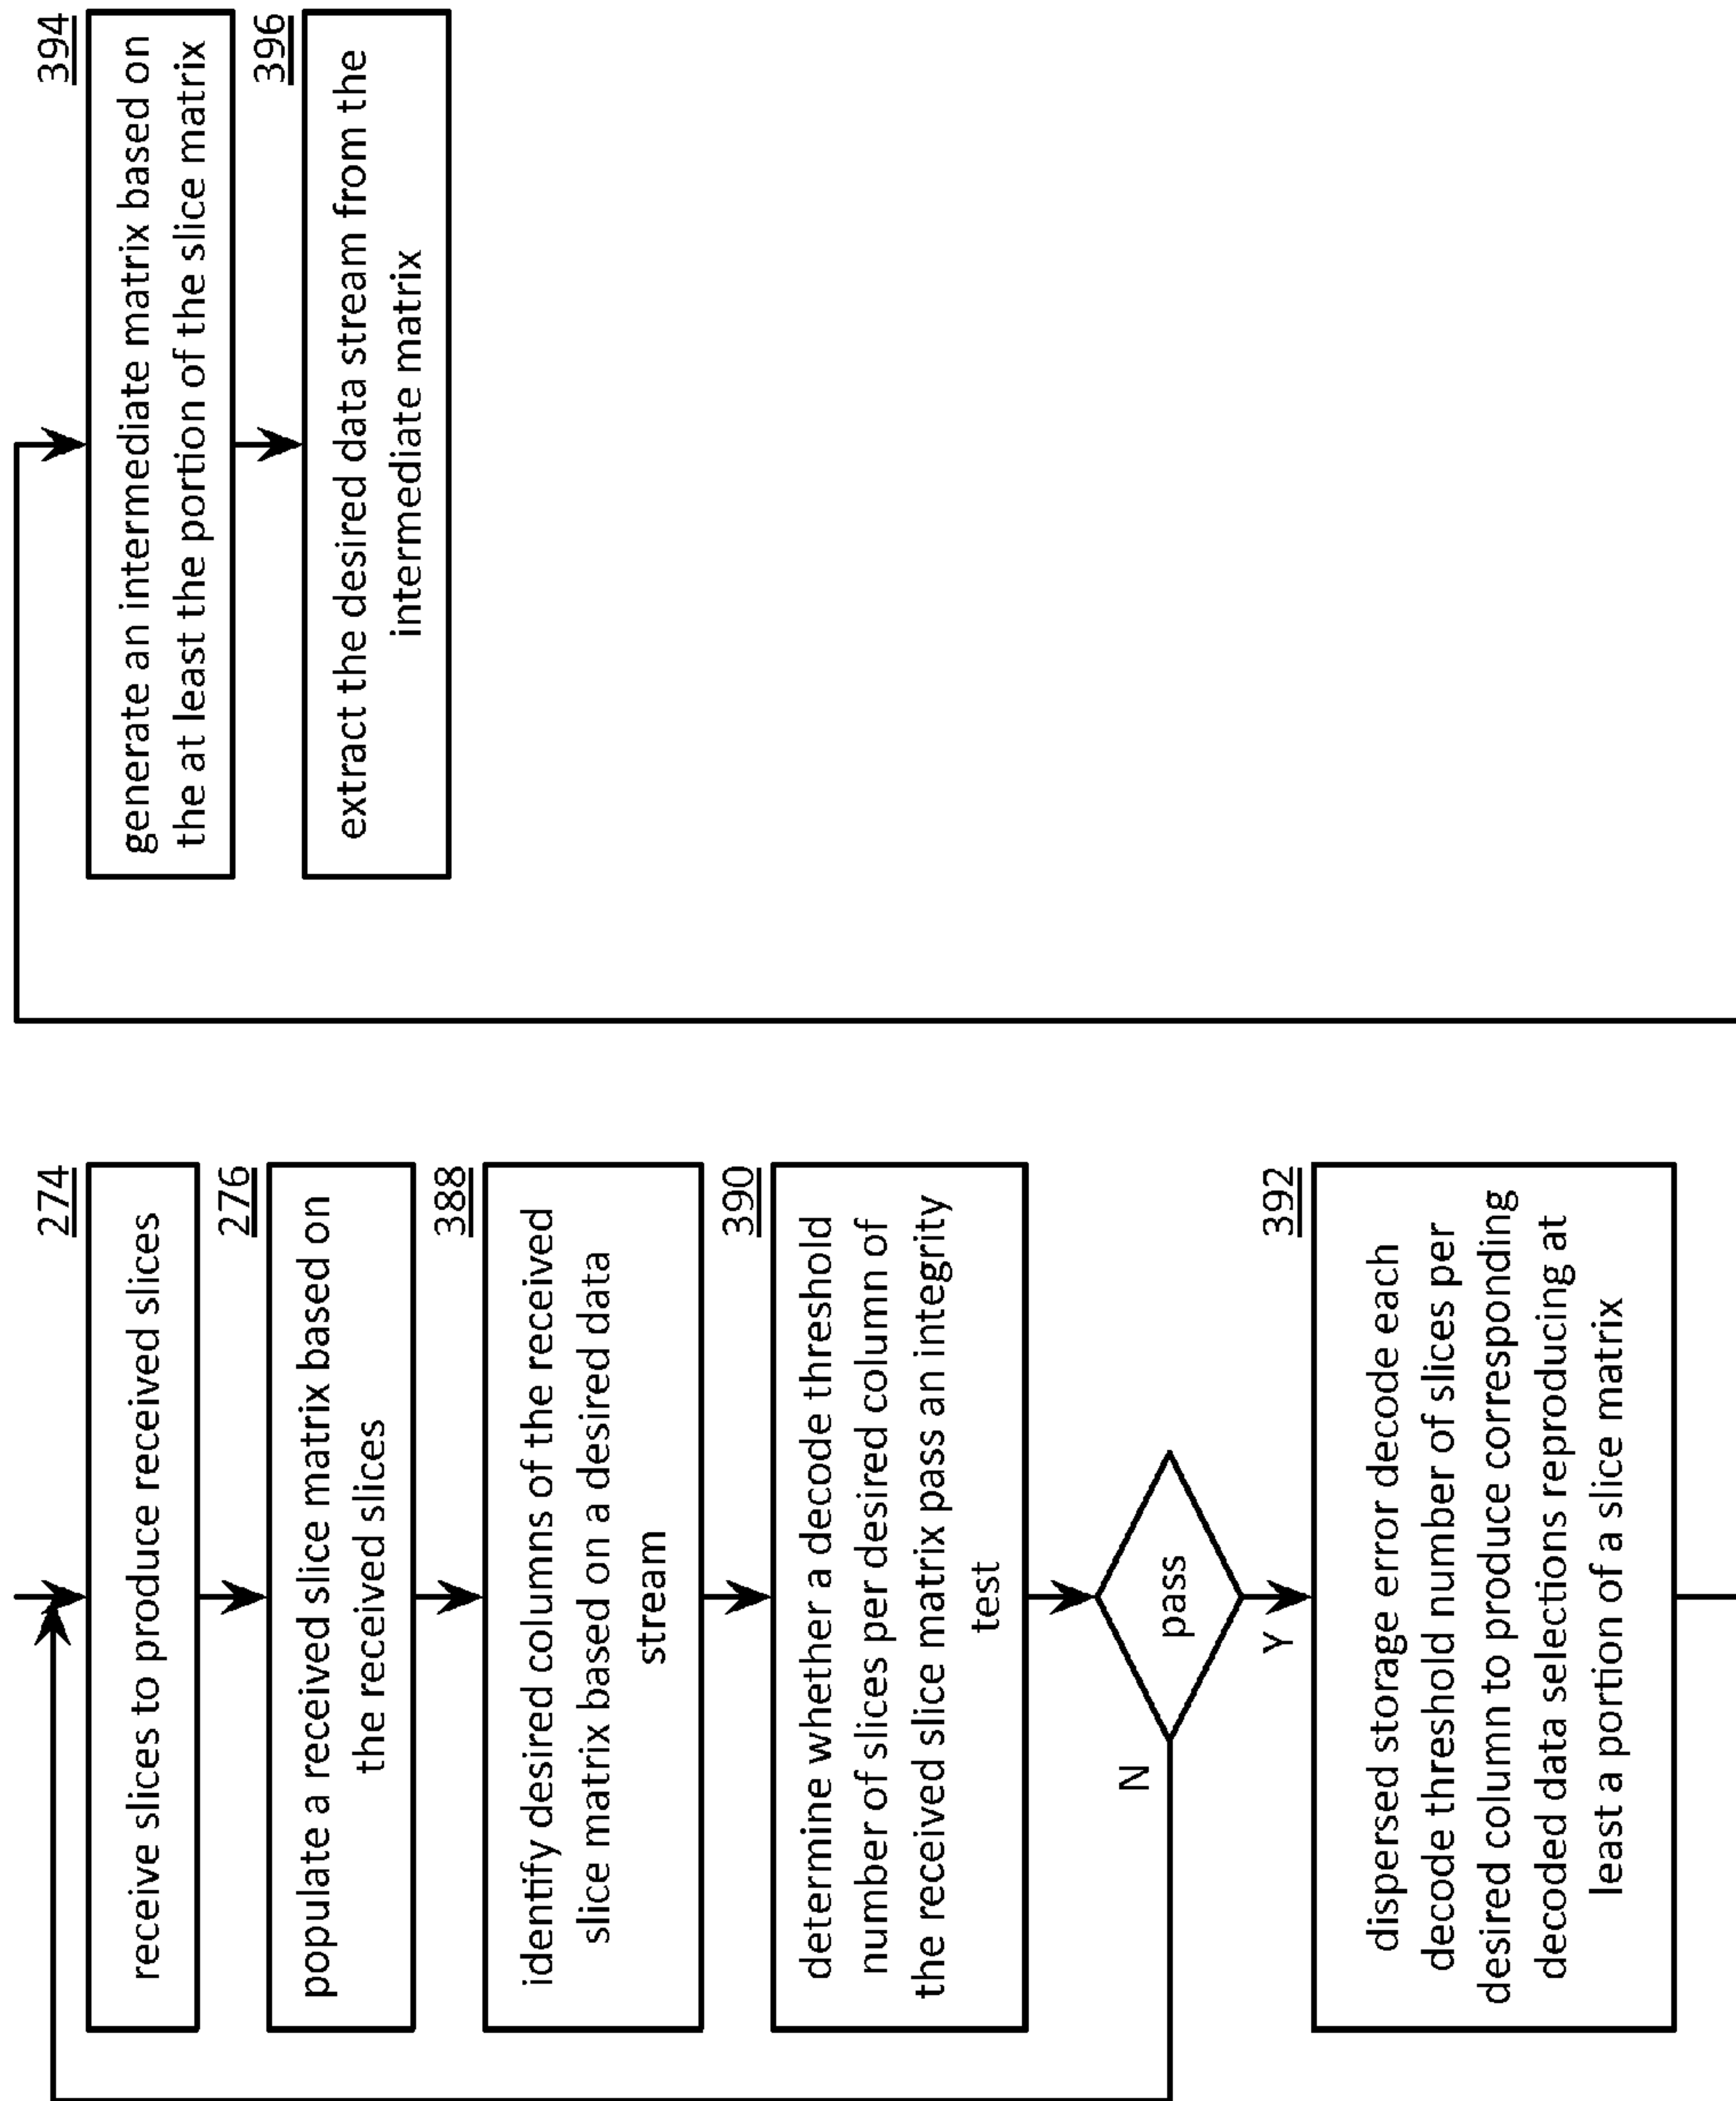 274
receive slices to produce received slices
276
populate a received slice matrix based on
the received slices
388
identify desired columns of the received
slice matrix based on a desired data
stream
390
determine whether a decode threshold
number of slices per desired column of
the received slice matrix pass an integrity
test
pass
N
Y
392
dispersed storage error decode each
decode threshold number of slices per
desired column to produce corresponding
decoded data selections reproducing at
least a portion of a slice matrix
394
generate an intermediate matrix based on
the at least the portion of the slice matrix
396
extract the desired data stream from the
intermediate matrix